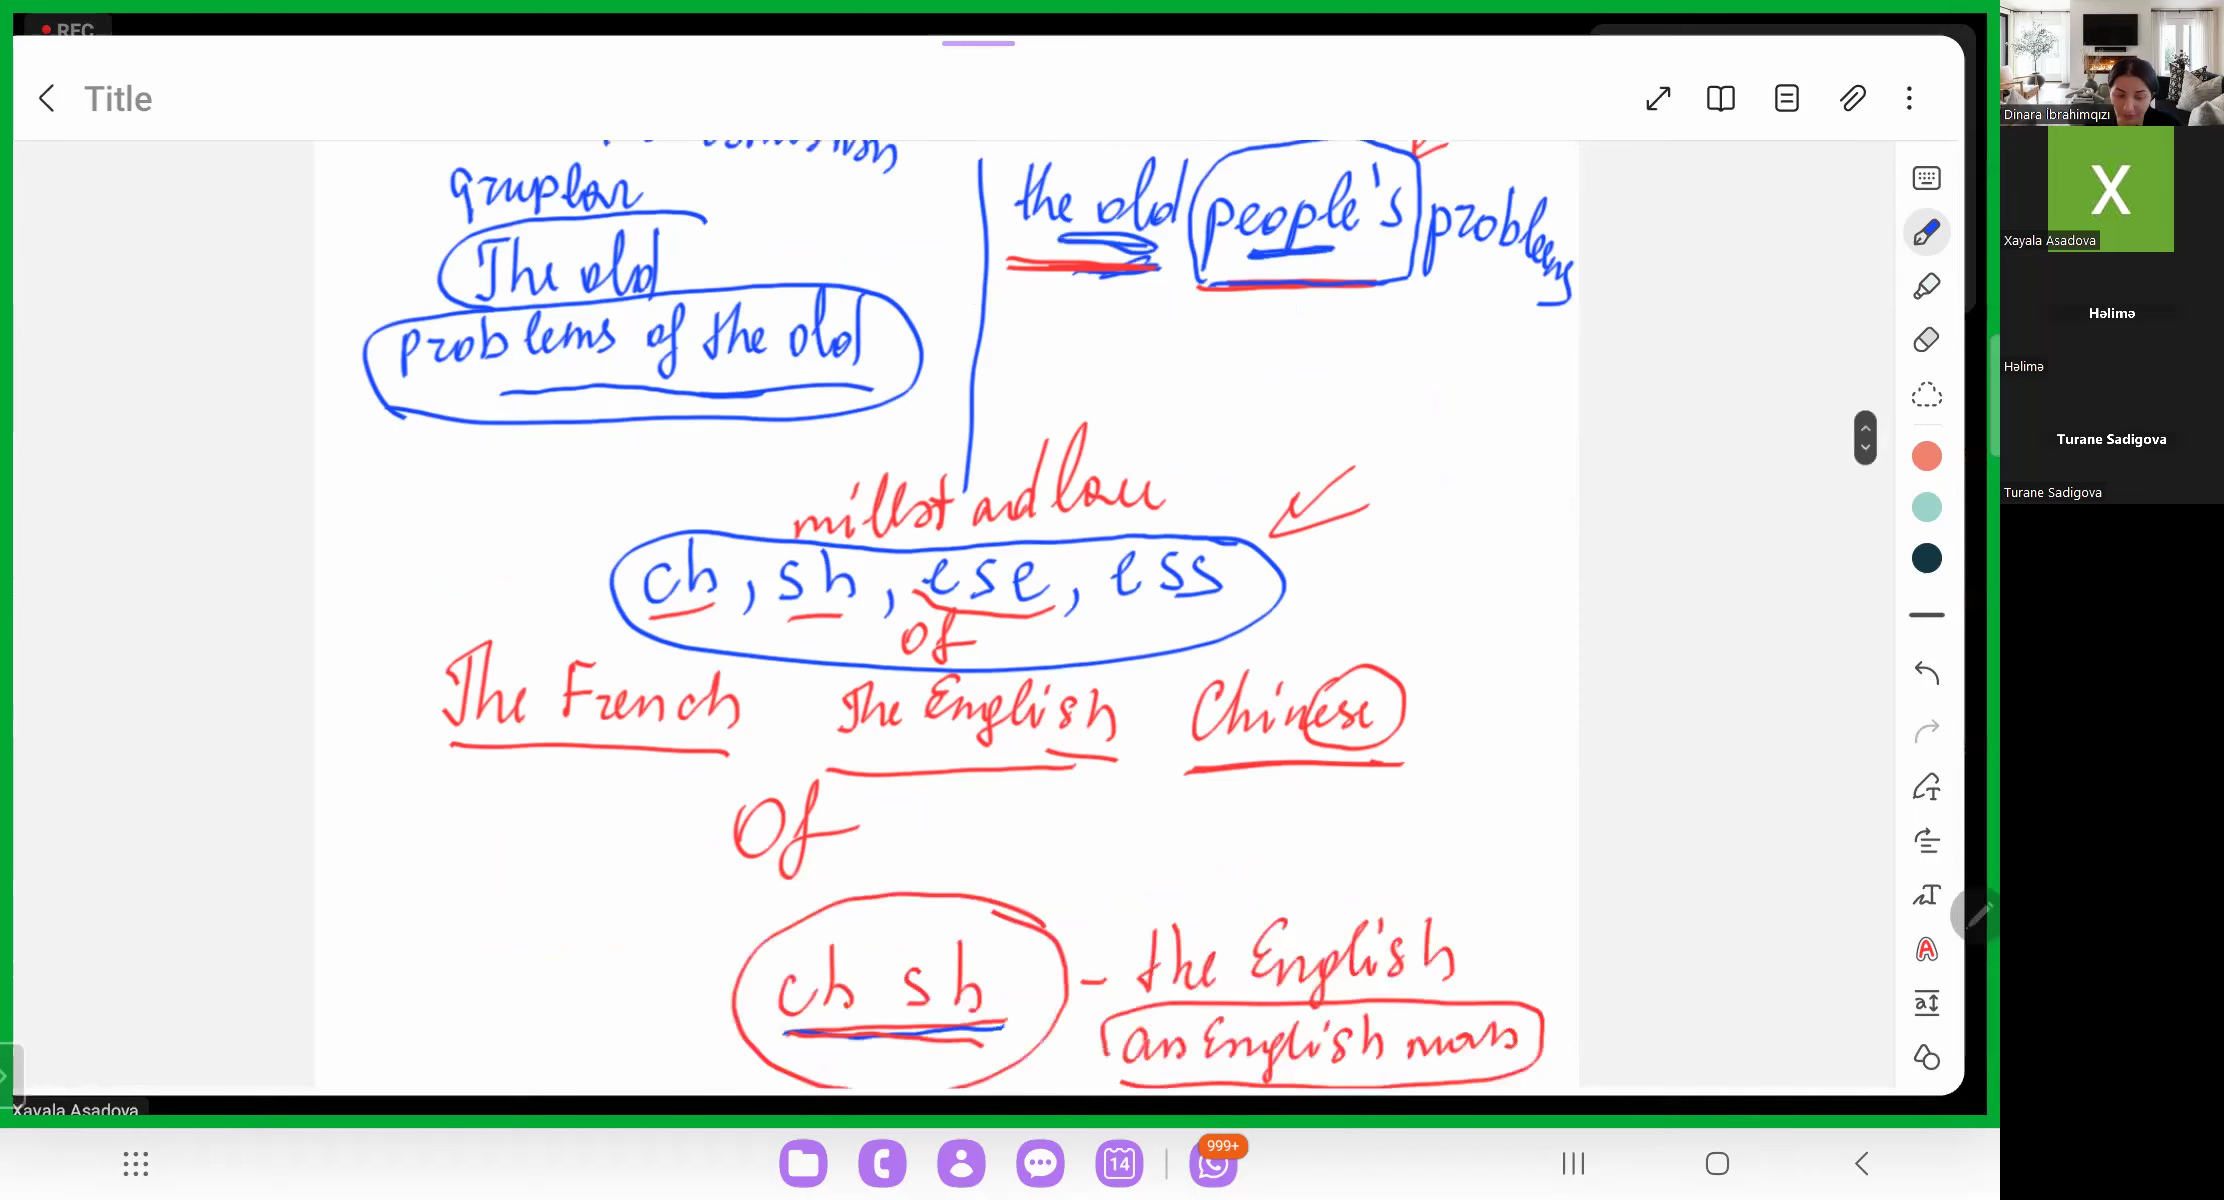 REC
Title
qruplar
The old
problems of the old
the old people's problems
millət adları
ch, sh, ese, ess
of
The French The English Chinese
Of
ch sh - the English
an English man
Xayala Asadova
Dinara İbrahimqızı
X
Xayala Asadova
Həlimə
Həlimə
Turane Sadigova
Turane Sadigova
14
999+